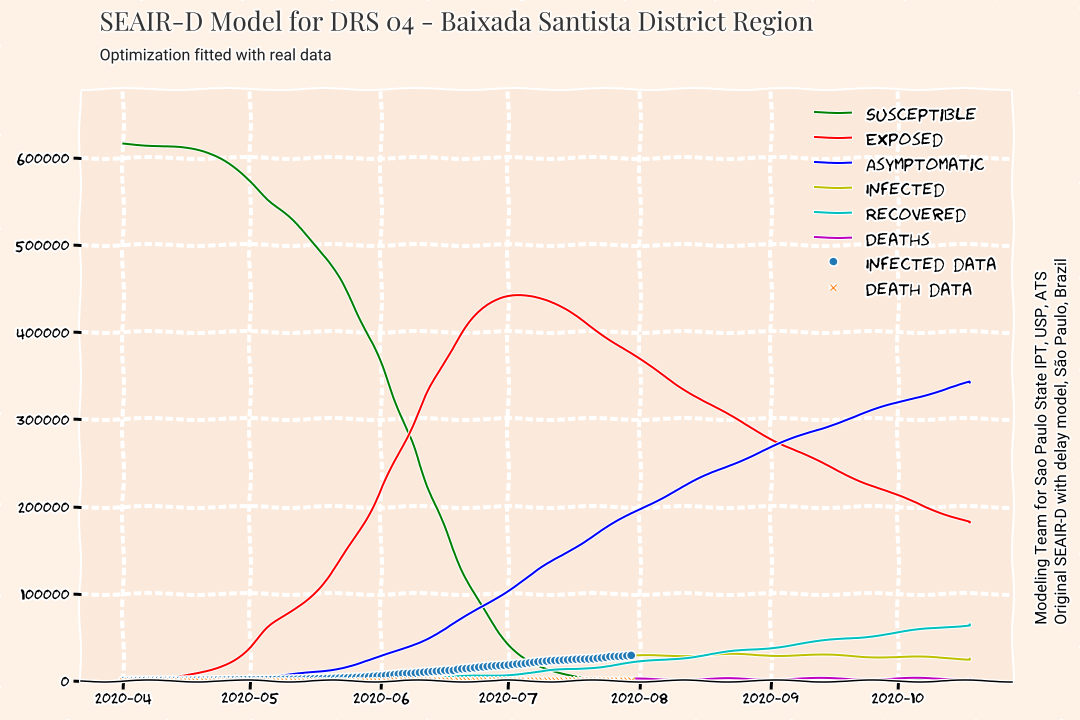 SEAIR-D Model for DRS 04 - Baixada Santista District Region
Optimization fitted with real data
SUSCEPTIBLE
EXPOSED
ASYMPTOMATIC
INFECTED
RECOVERED
DEATHS
INFECTED DATA
DEATH DATA
600000
500000
400000
300000
200000
100000
0
2020-04
2020-05
2020-06
2020-07
2020-08
2020-09
2020-10
Modeling Team for Sao Paulo State IPT, USP, ATS
Original SEAIR-D with delay model, São Paulo, Brazil